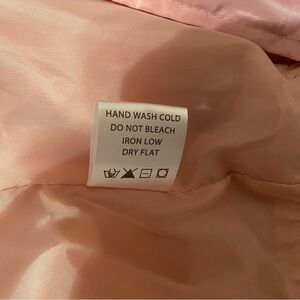 HAND WASH COLD
DO NOT BLEACH
IRON LOW
DRY FLAT